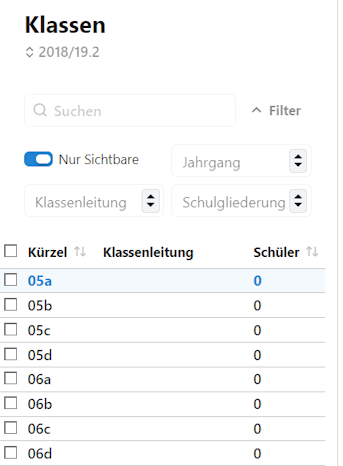 Klassen
2018/19.2
Suchen
Filter
Nur Sichtbare
Jahrgang
Klassenleitung
Schulgliederung
Kürzel Klassenleitung Schüler
05a 0
05b 0
05c 0
05d 0
06a 0
06b 0
06c 0
06d 0